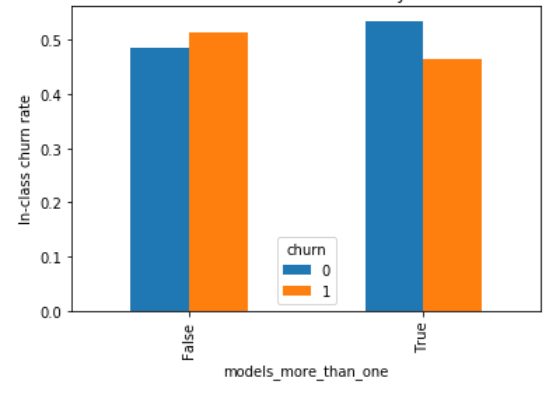 0.5
0.4
0.3
0.2
0.1
0.0
In-class churn rate
churn
0
1
False
True
models_more_than_one